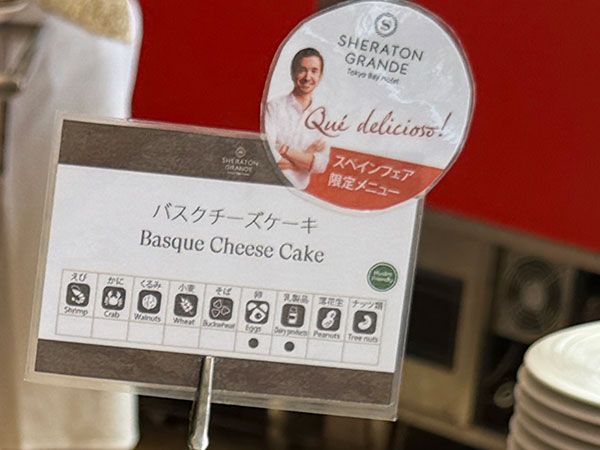 SHERATON
GRANDE
Tokyo Bay Hotel
Qué delicioso!
スペインフェア
限定メニュー
SHERATON
GRANDE
バスクチーズケーキ
Basque Cheese Cake
Muslim
Friendly
えび かに くるみ 小麦 そば 卵 乳製品 落花生 ナッツ類
Shrimp Crab Walnuts Wheat Buckwheat Eggs Dairy products Peanuts Tree nuts